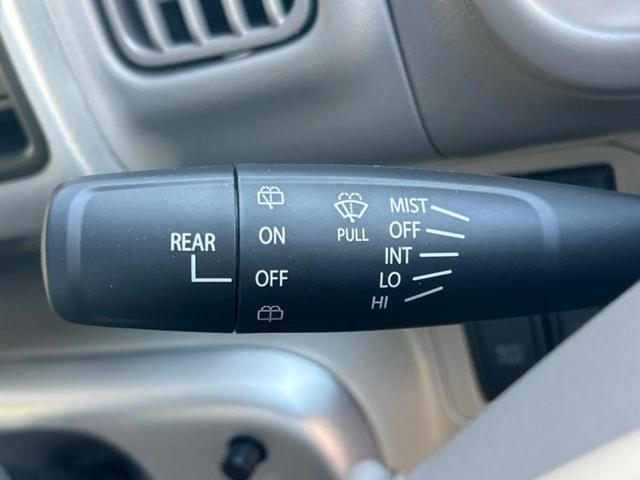 REAR
ON
OFF
PULL
MIST
OFF
INT
LO
HI